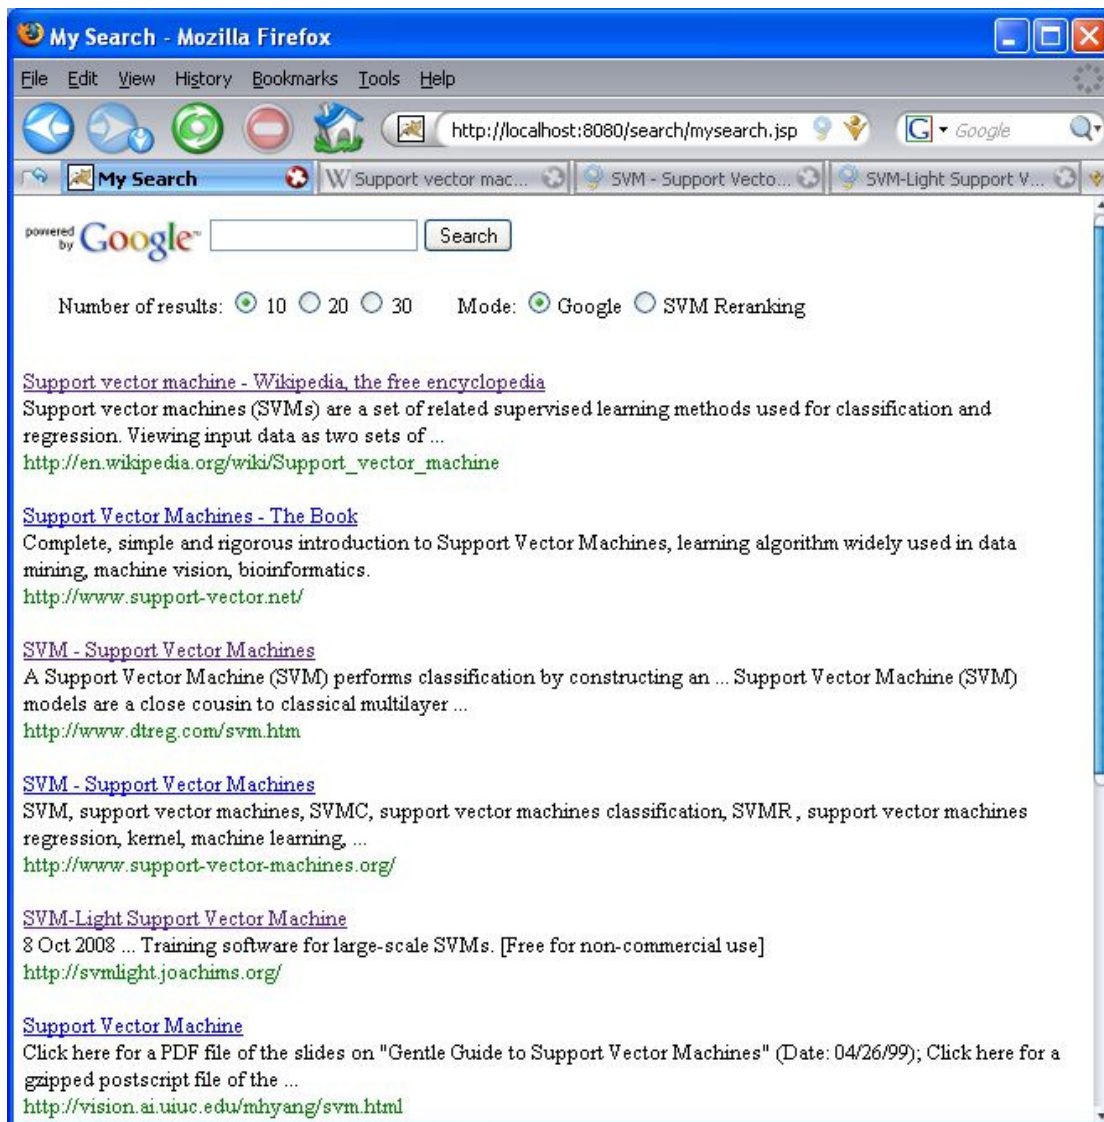 My Search - Mozilla Firefox
File Edit View History Bookmarks Tools Help
http://localhost:8080/search/mysearch.jsp G Google
My Search W Support vector mac... SVM - Support Vecto... SVM-Light Support V...
powered by Google™ Search
Number of results: 10 20 30 Mode: Google SVM Reranking
Support vector machine - Wikipedia, the free encyclopedia
Support vector machines (SVMs) are a set of related supervised learning methods used for classification and
regression. Viewing input data as two sets of ...
http://en.wikipedia.org/wiki/Support_vector_machine
Support Vector Machines - The Book
Complete, simple and rigorous introduction to Support Vector Machines, learning algorithm widely used in data
mining, machine vision, bioinformatics.
http://www.support-vector.net/
SVM - Support Vector Machines
A Support Vector Machine (SVM) performs classification by constructing an ... Support Vector Machine (SVM)
models are a close cousin to classical multilayer ...
http://www.dtreg.com/svm.htm
SVM - Support Vector Machines
SVM, support vector machines, SVMC, support vector machines classification, SVMR , support vector machines
regression, kernel, machine learning, ...
http://www.support-vector-machines.org/
SVM-Light Support Vector Machine
8 Oct 2008 ... Training software for large-scale SVMs. [Free for non-commercial use]
http://svmlight.joachims.org/
Support Vector Machine
Click here for a PDF file of the slides on "Gentle Guide to Support Vector Machines" (Date: 04/26/99); Click here for a
gzipped postscript file of the ...
http://vision.ai.uiuc.edu/mhyang/svm.html